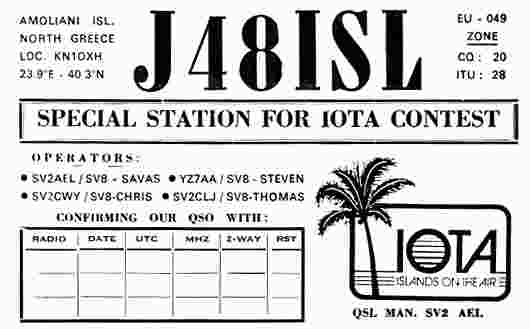 AMOLIANI ISL.
NORTH GREECE
LOC. KN10XH
23.9°E - 40.3°N
J48ISL
EU - 049
ZONE
CQ : 20
ITU : 28
SPECIAL STATION FOR IOTA CONTEST
OPERATORS:
● SV2AEL / SV8 - SAVAS ● YZ7AA / SV8 - STEVEN
● SV2CWY / SV8-CHRIS ● SV2CLJ / SV8-THOMAS
CONFIRMING OUR QSO WITH:
RADIO DATE UTC MHZ 2-WAY RST
IOTA
ISLANDS ON THE AIR
QSL MAN. SV2 AEL.